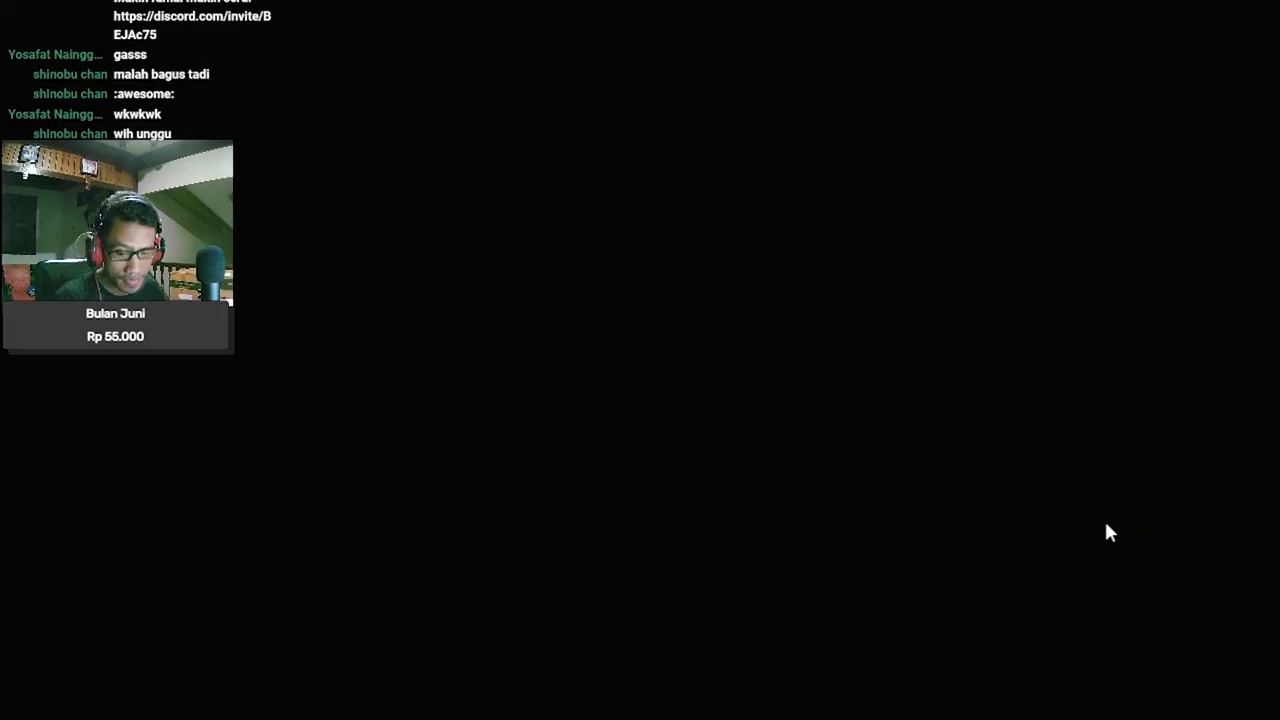 https://discord.com/invite/B
EJAc75
Yosafat Naingg... gasss
shinobu chan malah bagus tadi
shinobu chan :awesome:
Yosafat Naingg... wkwkwk
shinobu chan wih unggu
Bulan Juni
Rp 55.000